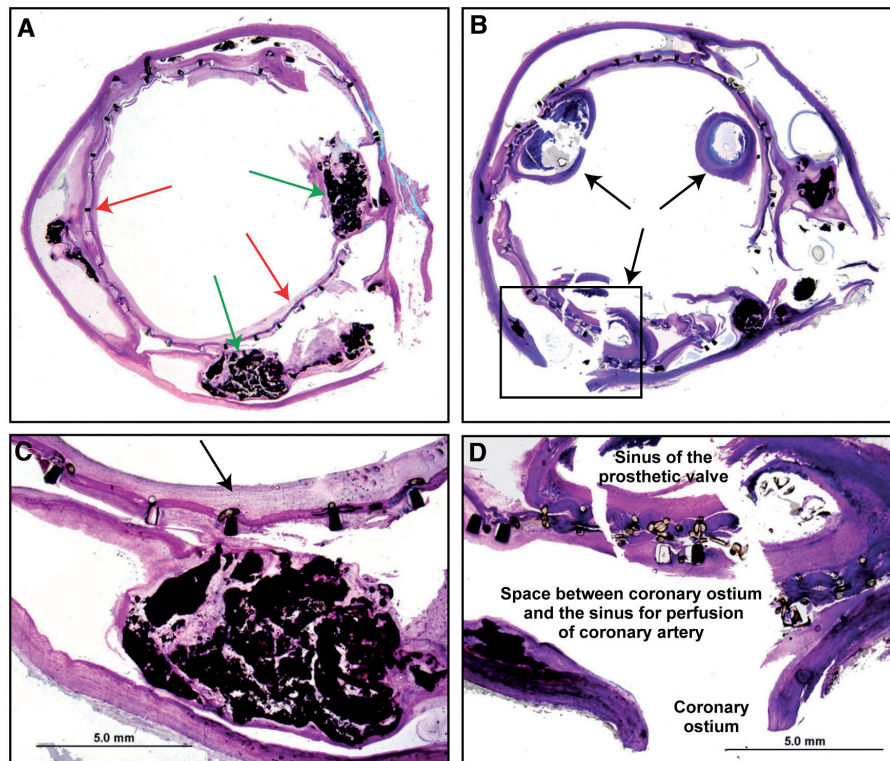 A
B
C
5.0 mm
D
Sinus of the
prosthetic valve
Space between coronary ostium
and the sinus for perfusion
of coronary artery
Coronary
ostium
5.0 mm